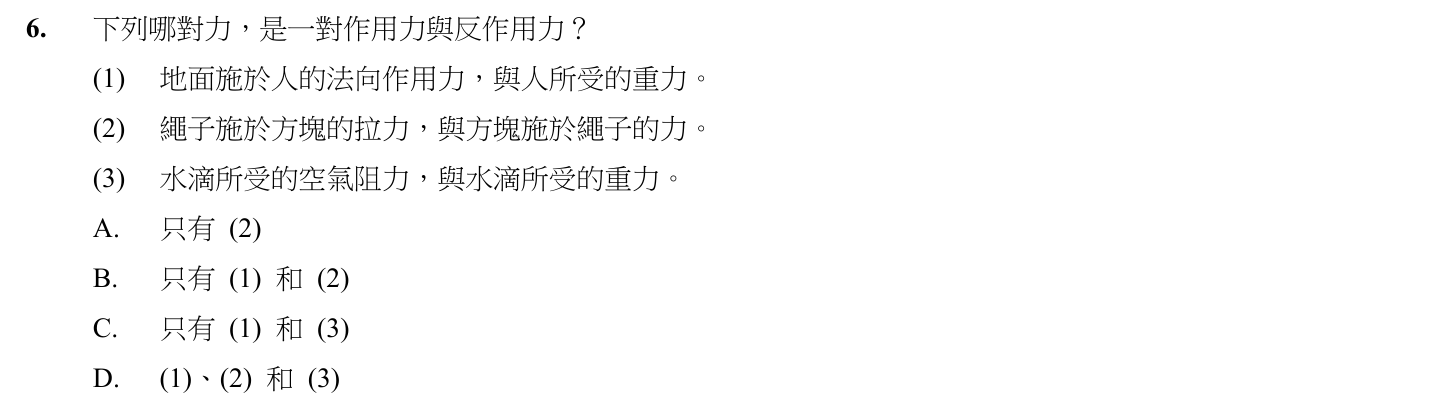 6. 下列哪對力，是一對作用力與反作用力？
(1) 地面施於人的法向作用力，與人所受的重力。
(2) 繩子施於方塊的拉力，與方塊施於繩子的力。
(3) 水滴所受的空氣阻力，與水滴所受的重力。
A. 只有 (2)
B. 只有 (1) 和 (2)
C. 只有 (1) 和 (3)
D. (1)、(2) 和 (3)